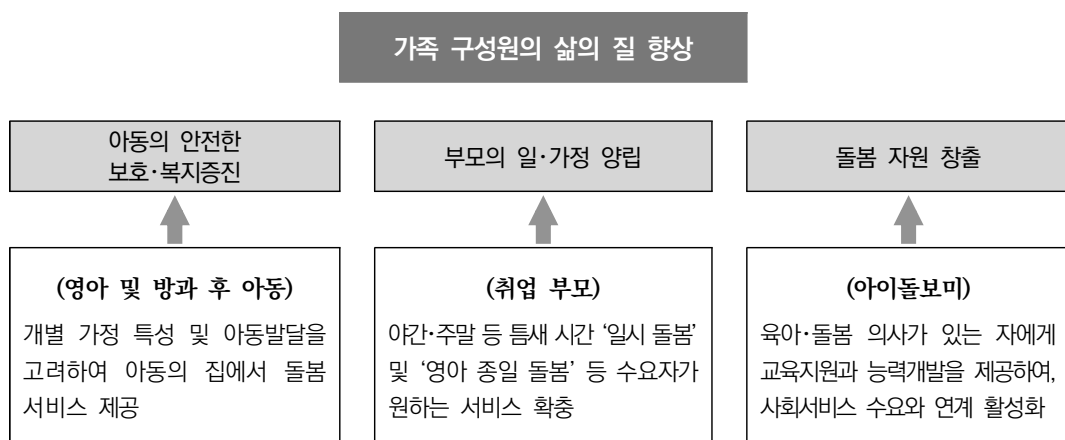 가족 구성원의 삶의 질 향상
아동의 안전한
보호·복지증진
부모의 일·가정 양립
돌봄 자원 창출
(영아 및 방과 후 아동)
개별 가정 특성 및 아동발달을
고려하여 아동의 집에서 돌봄
서비스 제공
(취업 부모)
야간·주말 등 틈새 시간 ‘일시 돌봄’
및 ‘영아 종일 돌봄’ 등 수요자가
원하는 서비스 확충
(아이돌보미)
육아·돌봄 의사가 있는 자에게
교육지원과 능력개발을 제공하여,
사회서비스 수요와 연계 활성화